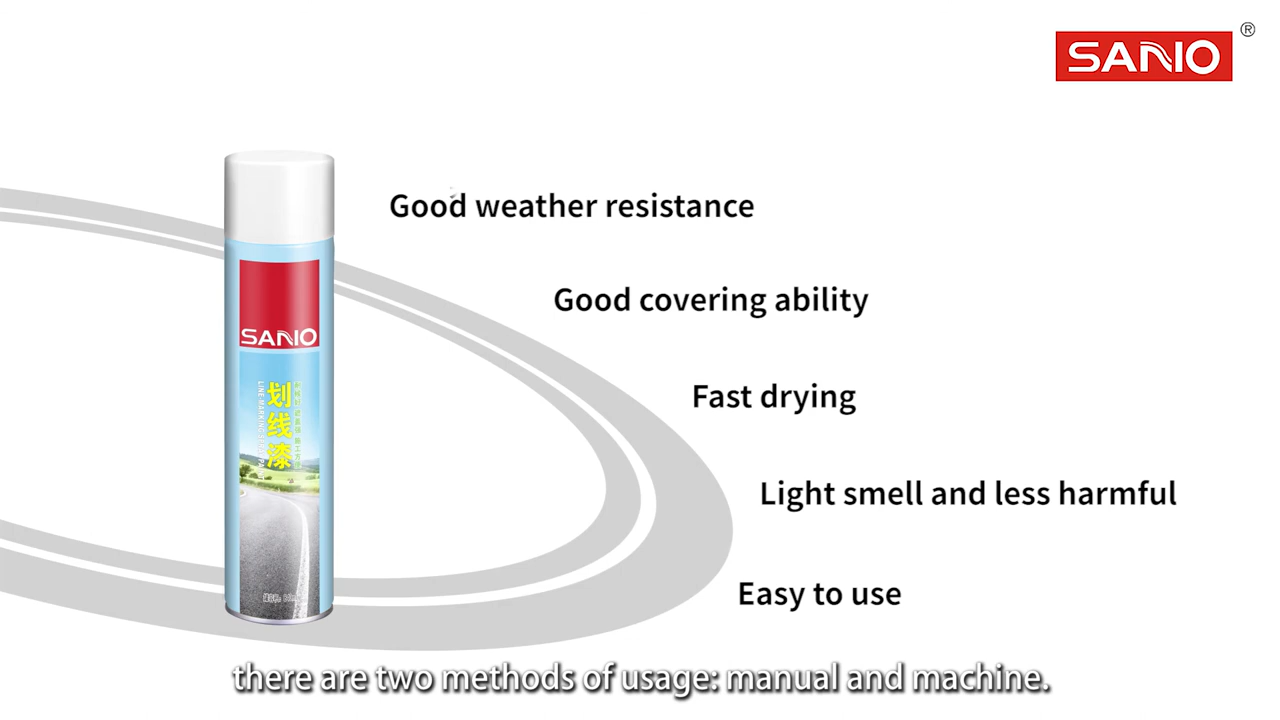 SANIO
®
Good weather resistance
Good covering ability
Fast drying
Light smell and less harmful
Easy to use
SANIO
划线漆
LINE MARKING
there are two methods of usage: manual and machine.